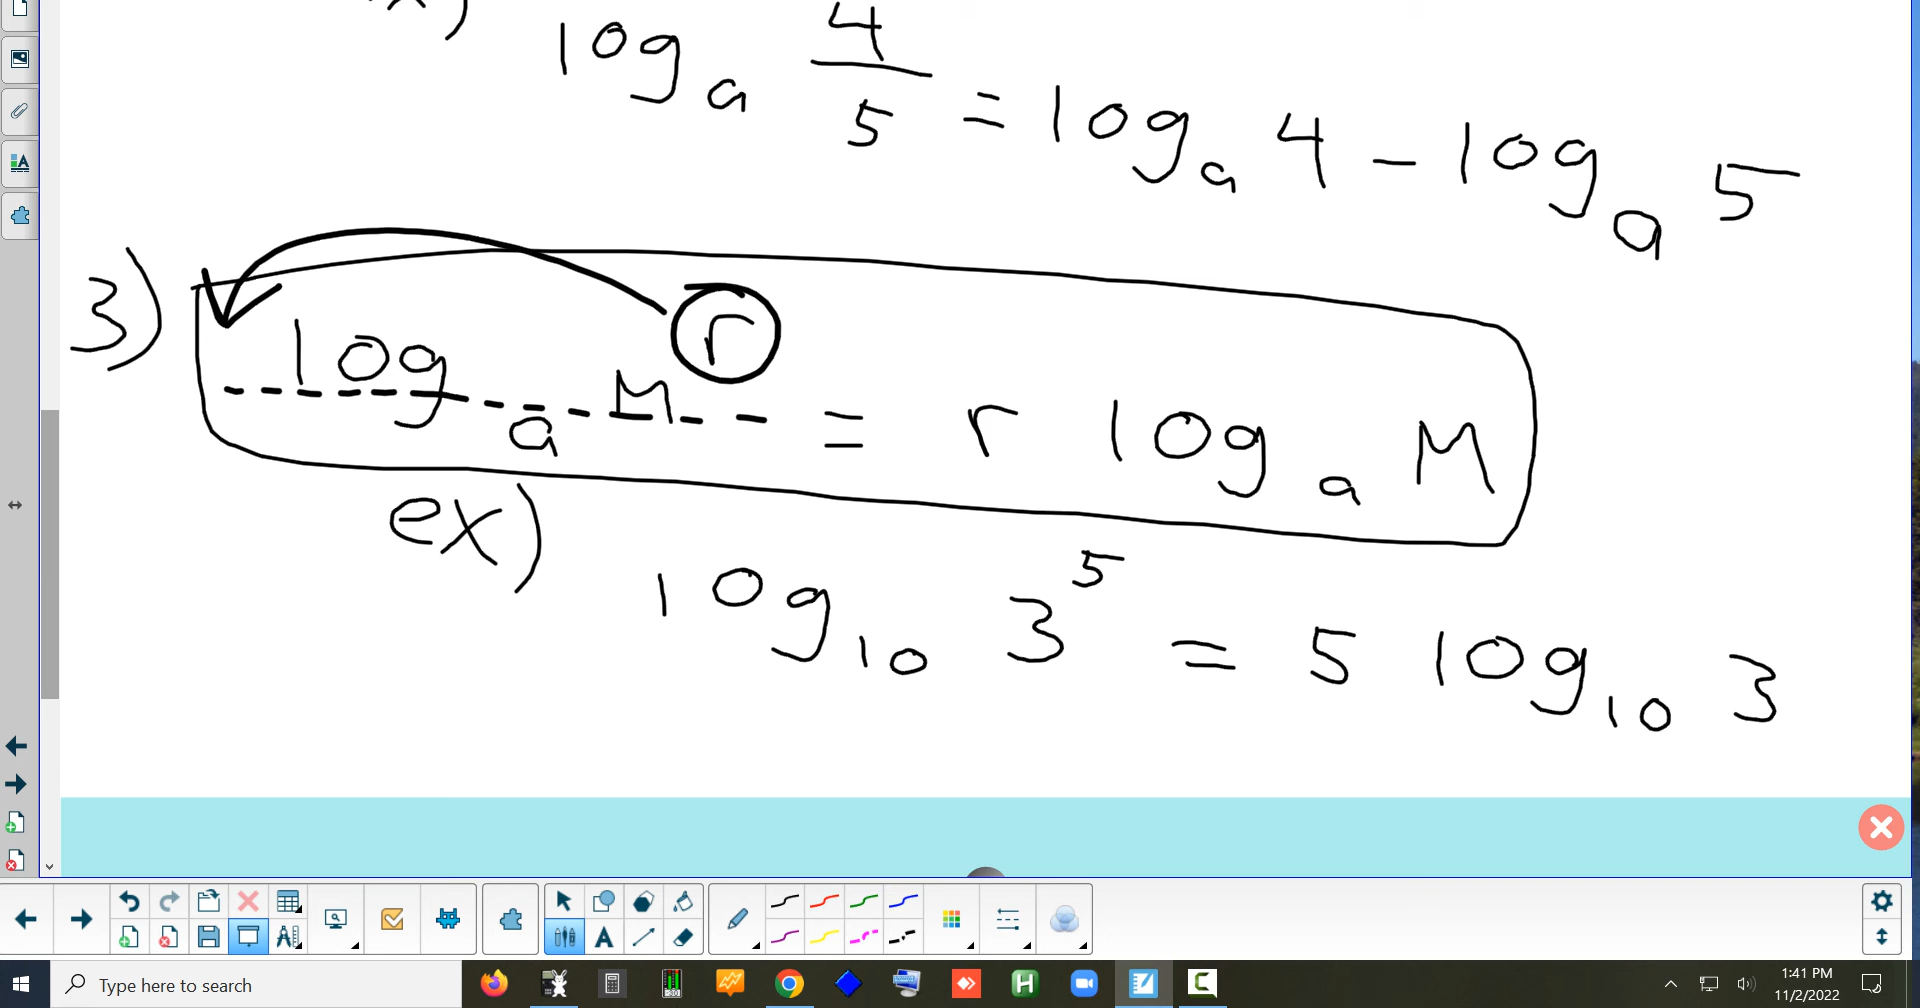 ex)
log_a 4/5 = log_a 4 - log_a 5
3) log_a M^r = r log_a M
ex)
log_10 3^5 = 5 log_10 3
A
A
H
C
Type here to search
1:41 PM
11/2/2022